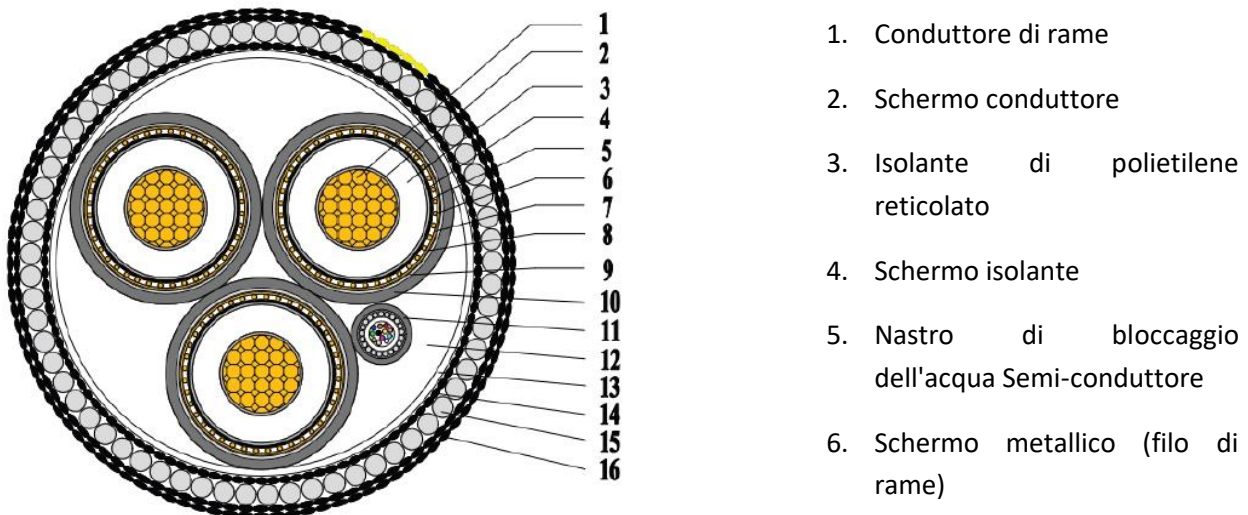 1
2
3
4
5
6
7
8
9
10
11
12
13
14
15
16
1. Conduttore di rame
2. Schermo conduttore
3. Isolante di polietilene
reticolato
4. Schermo isolante
5. Nastro di bloccaggio
dell'acqua Semi-conduttore
6. Schermo metallico (filo di
rame)